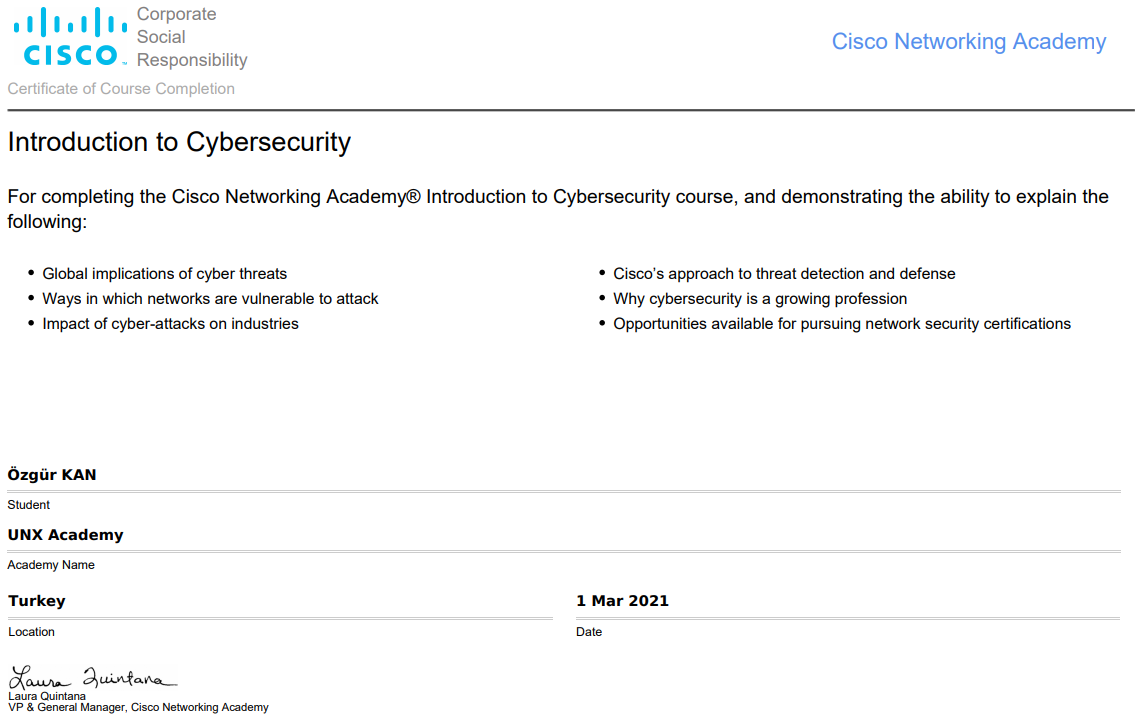 Corporate
Social
CISCO™ Responsibility
Cisco Networking Academy
Certificate of Course Completion
Introduction to Cybersecurity
For completing the Cisco Networking Academy® Introduction to Cybersecurity course, and demonstrating the ability to explain the
following:
• Global implications of cyber threats
• Ways in which networks are vulnerable to attack
• Impact of cyber-attacks on industries
• Cisco’s approach to threat detection and defense
• Why cybersecurity is a growing profession
• Opportunities available for pursuing network security certifications
Özgür KAN
Student
UNX Academy
Academy Name
Turkey
Location
1 Mar 2021
Date
Laura Quintana
Laura Quintana
VP & General Manager, Cisco Networking Academy